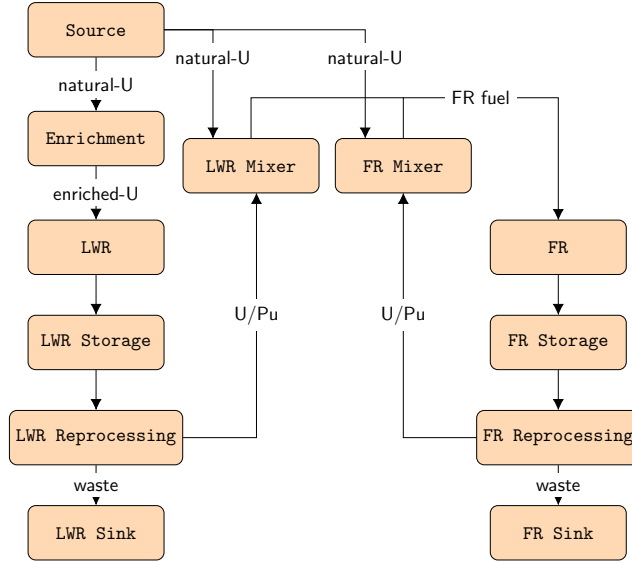 Source
natural-U
natural-U
natural-U
FR fuel
Enrichment
LWR Mixer
FR Mixer
enriched-U
LWR
FR
U/Pu
U/Pu
LWR Storage
FR Storage
LWR Reprocessing
FR Reprocessing
waste
waste
LWR Sink
FR Sink